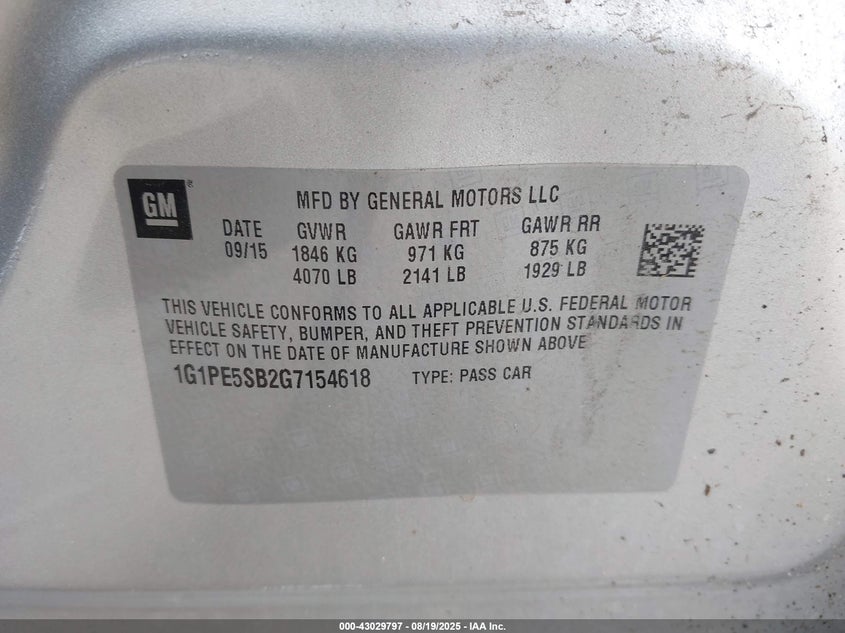 GM ®
MFD BY GENERAL MOTORS LLC
DATE GVWR GAWR FRT GAWR RR
09/15 1846 KG 971 KG 875 KG
4070 LB 2141 LB 1929 LB
THIS VEHICLE CONFORMS TO ALL APPLICABLE U.S. FEDERAL MOTOR
VEHICLE SAFETY, BUMPER, AND THEFT PREVENTION STANDARDS IN
EFFECT ON THE DATE OF MANUFACTURE SHOWN ABOVE
1G1PE5SB2G7154618 TYPE: PASS CAR
000-43029797 - 08/19/2025 - IAA Inc.